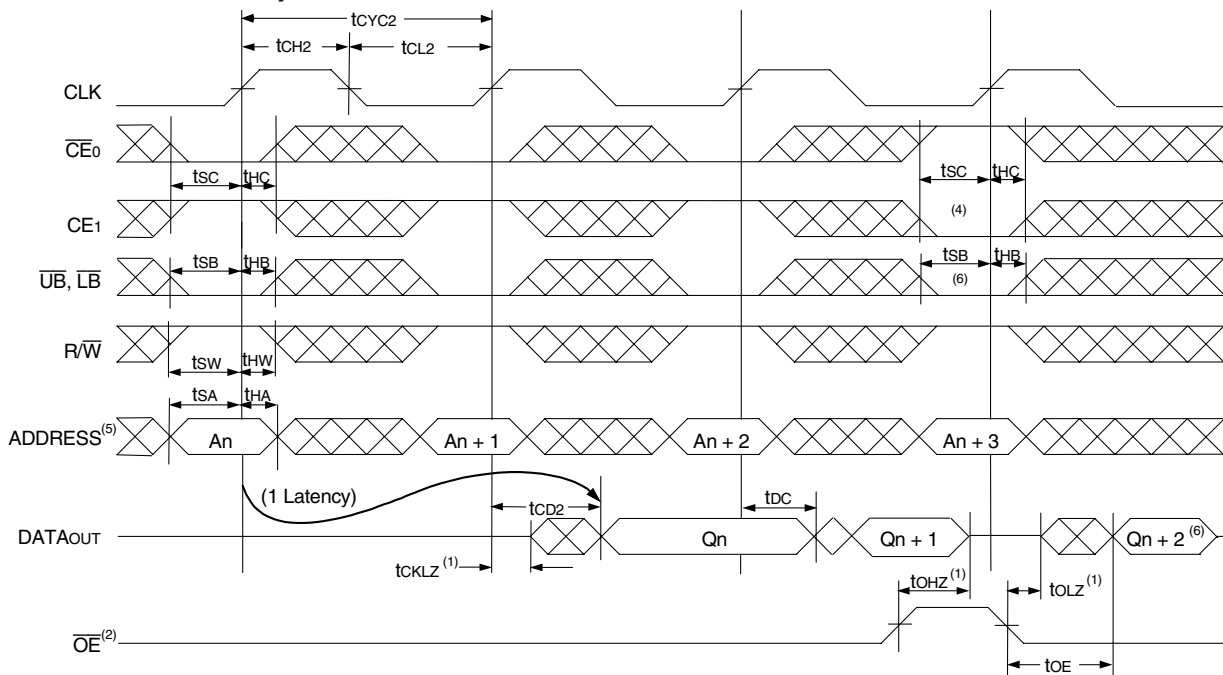 tCYC2
tCH2
tCL2
CLK
CE0
tSC
tHC
tSC
tHC
CE1
(4)
tSB
tHB
tSB
tHB
UB, LB
(6)
R/W
tSW
tHW
tSA
tHA
ADDRESS(5)
An
An + 1
An + 2
An + 3
(1 Latency)
tCD2
tDC
DATAOUT
Qn
Qn + 1
Qn + 2(6)
tCKLZ(1)
tOHZ(1)
tOLZ(1)
OE(2)
tOE